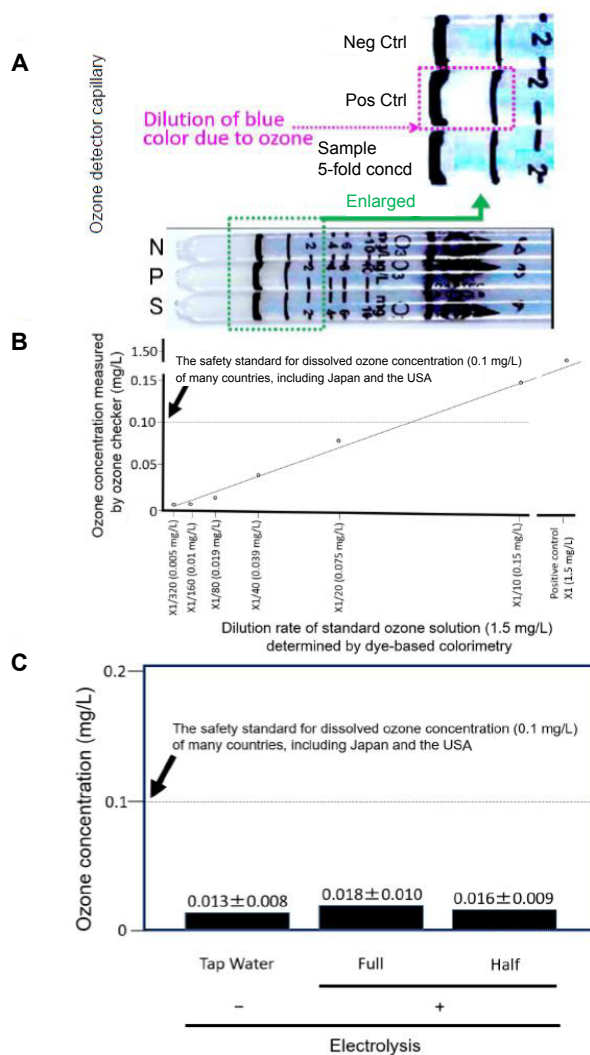 A
Ozone detector capillary
Neg Ctrl
Pos Ctrl
Sample
5-fold concd
Dilution of blue
color due to ozone
Enlarged
N
P
S
2
2
2
B
Ozone concentration measured
by ozone checker (mg/L)
1.50
0.15
0.10
0.05
0
The safety standard for dissolved ozone concentration (0.1 mg/L)
of many countries, including Japan and the USA
X1/320 (0.005 mg/L)
X1/160 (0.01 mg/L)
X1/80 (0.019 mg/L)
X1/40 (0.039 mg/L)
X1/20 (0.075 mg/L)
X1/10 (0.15 mg/L)
Positive control
X1 (1.5 mg/L)
Dilution rate of standard ozone solution (1.5 mg/L)
determined by dye-based colorimetry
C
Ozone concentration (mg/L)
0.2
0.1
0
The safety standard for dissolved ozone concentration (0.1 mg/L)
of many countries, including Japan and the USA
0.013±0.008
0.018±0.010
0.016±0.009
Tap Water
Full
Half
–
+
Electrolysis